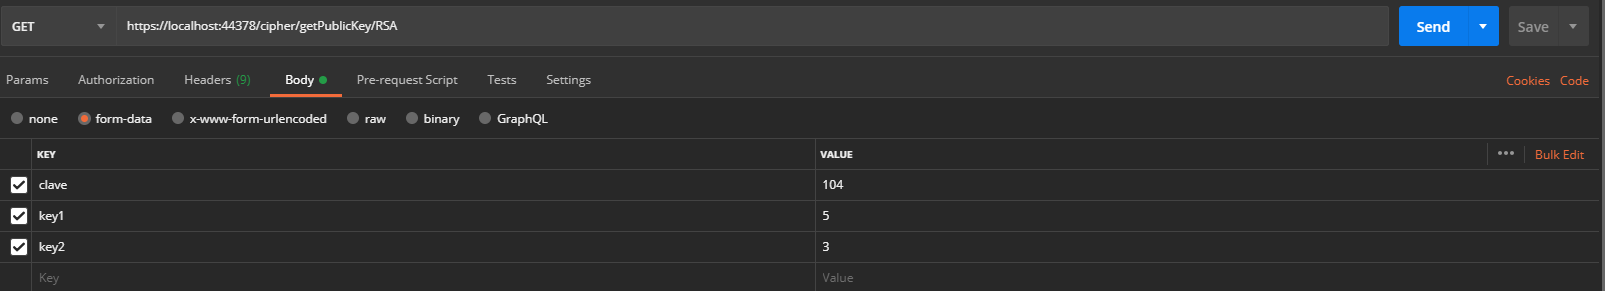 GET https://localhost:44378/cipher/getPublicKey/RSA Send Save
Params Authorization Headers (9) Body Pre-request Script Tests Settings Cookies Code
none form-data x-www-form-urlencoded raw binary GraphQL
KEY VALUE ••• Bulk Edit
clave 104
key1 5
key2 3
Key Value